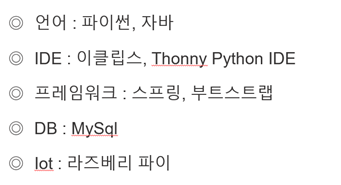 ◎ 언어 : 파이썬, 자바
◎ IDE : 이클립스, Thonny Python IDE
◎ 프레임워크 : 스프링, 부트스트랩
◎ DB : MySql
◎ Iot : 라즈베리 파이